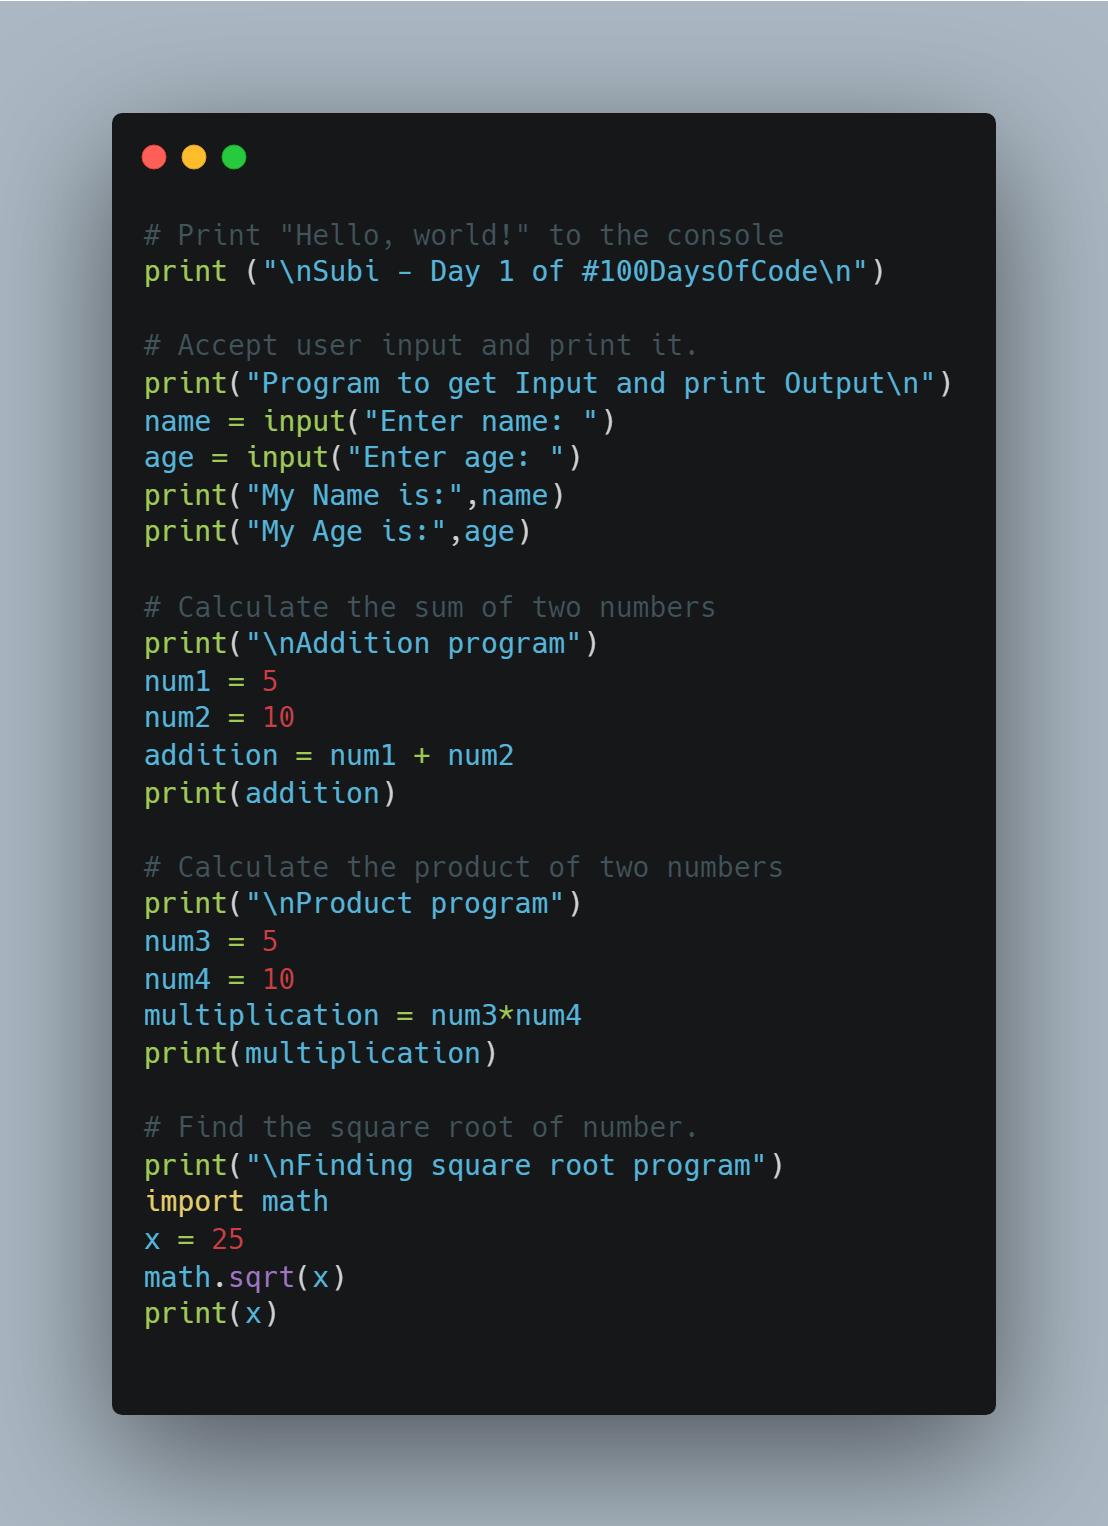 # Print "Hello, world!" to the console
print ("\nSubi - Day 1 of #100DaysOfCode\n")
# Accept user input and print it.
print("Program to get Input and print Output\n")
name = input("Enter name: ")
age = input("Enter age: ")
print("My Name is:",name)
print("My Age is:",age)
# Calculate the sum of two numbers
print("\nAddition program")
num1 = 5
num2 = 10
addition = num1 + num2
print(addition)
# Calculate the product of two numbers
print("\nProduct program")
num3 = 5
num4 = 10
multiplication = num3*num4
print(multiplication)
# Find the square root of number.
print("\nFinding square root program")
import math
x = 25
math.sqrt(x)
print(x)